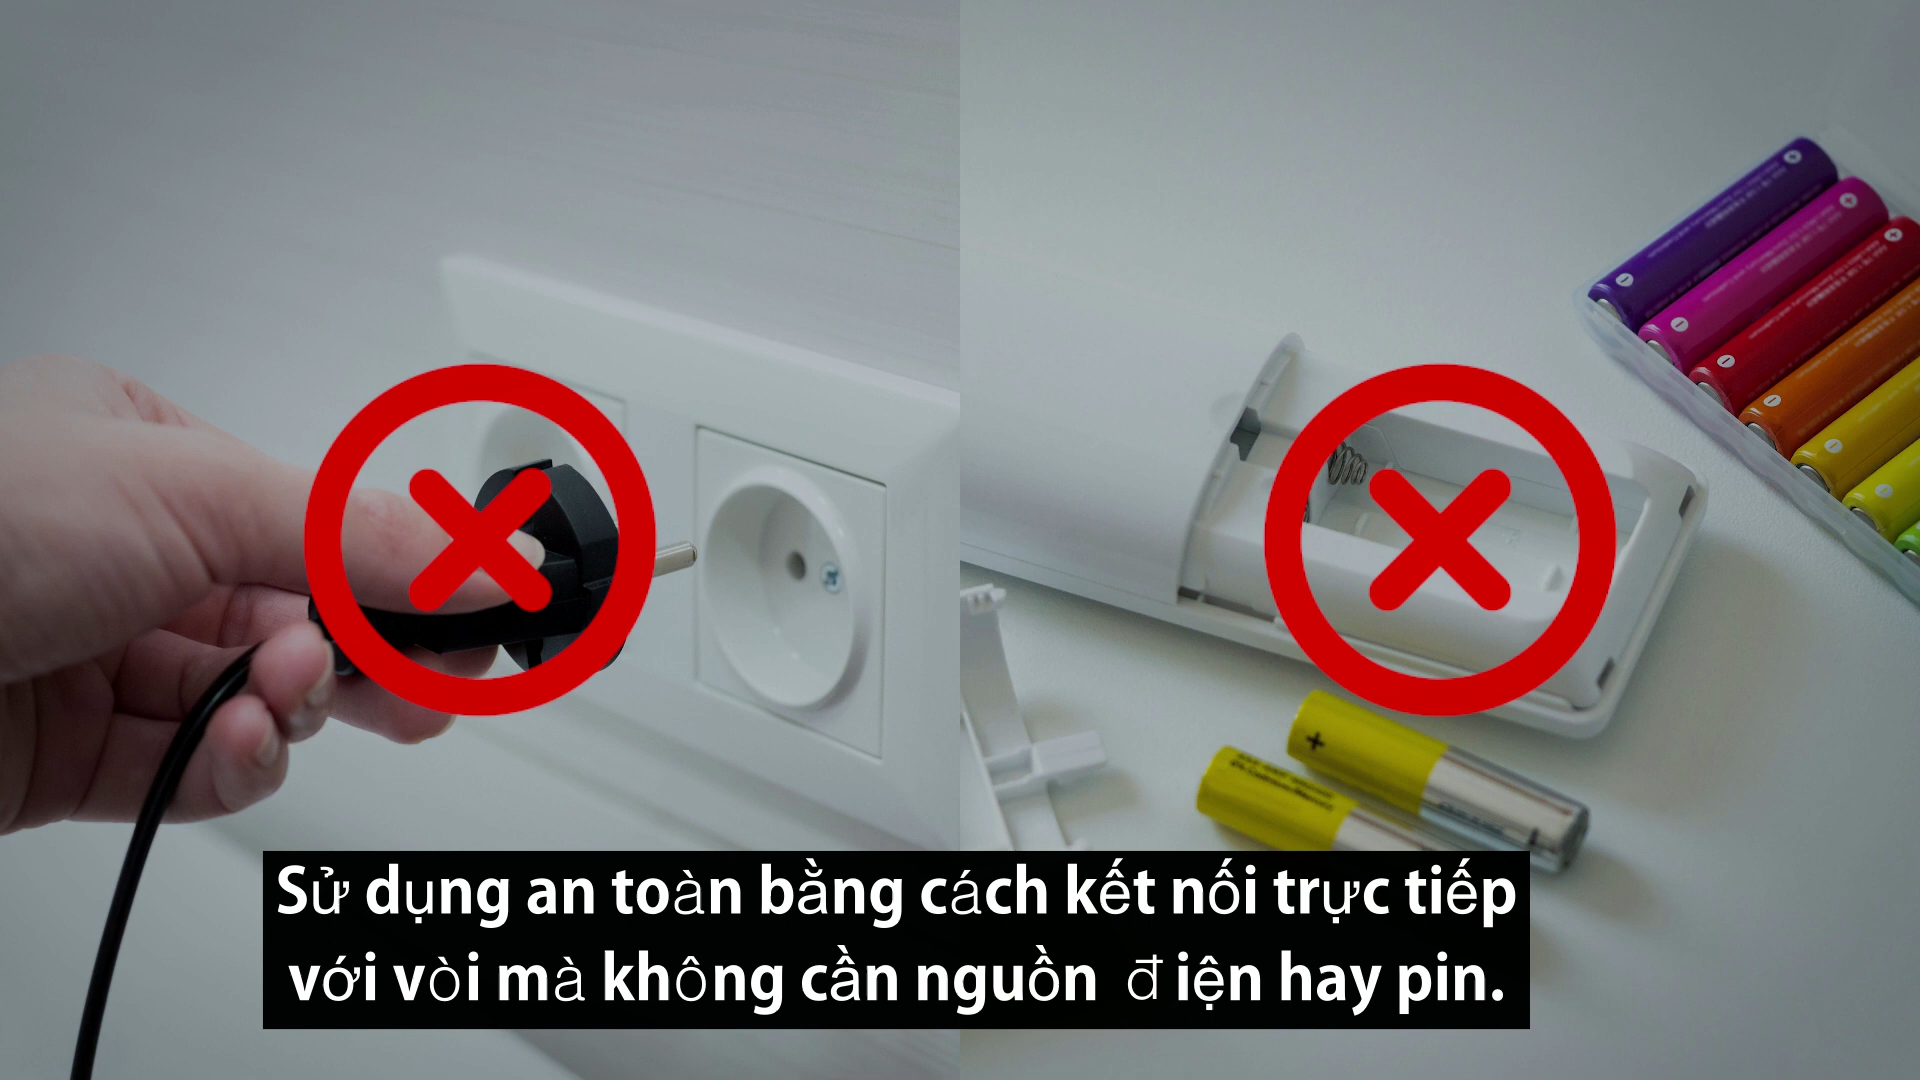 Sử dụng an toàn bằng cách kết nối trực tiếp
với vòi mà không cần nguồn điện hay pin.